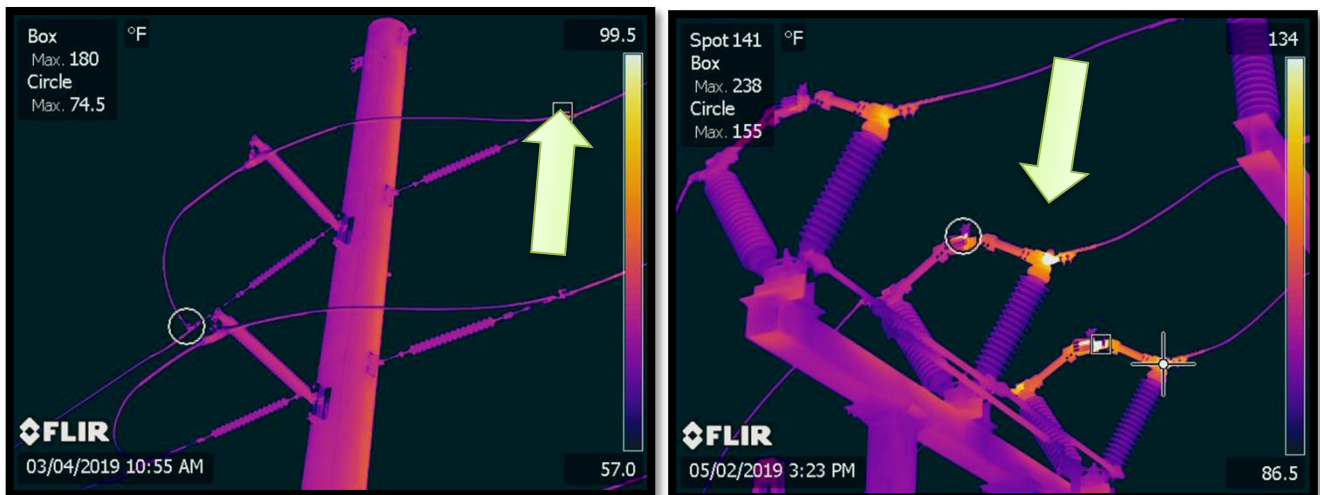 Box °F
Max. 180
Circle
Max. 74.5
99.5
FLIR
03/04/2019 10:55 AM
57.0
Spot 141 °F
Box
Max. 238
Circle
Max. 155
134
FLIR
05/02/2019 3:23 PM
86.5